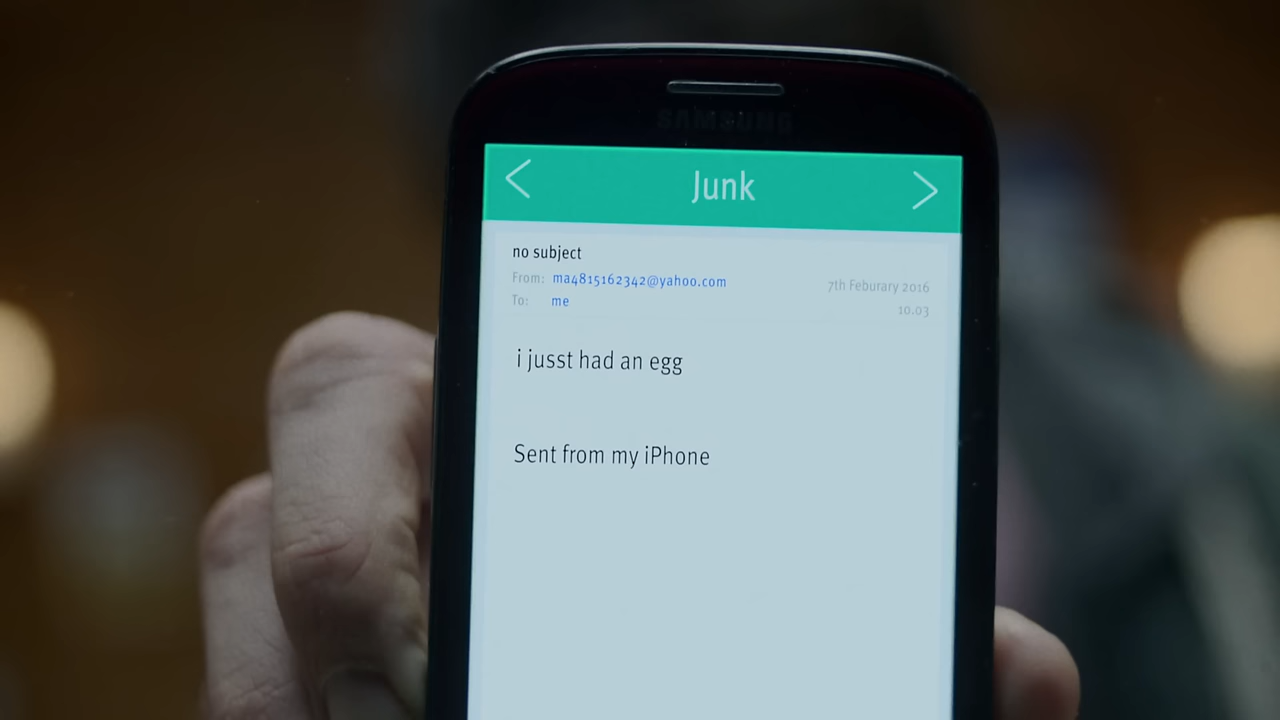 SAMSUNG
Junk
no subject
From: ma4815162342@yahoo.com
7th Feburary 2016
To: me
10.03
i jusst had an egg
Sent from my iPhone